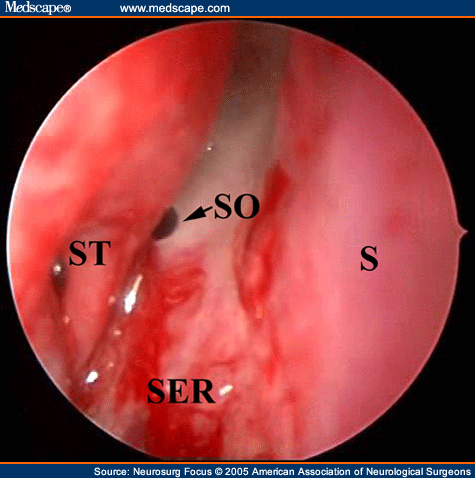 Medscape® www.medscape.com
SO
ST
S
SER
Source: Neurosurg Focus © 2005 American Association of Neurological Surgeons